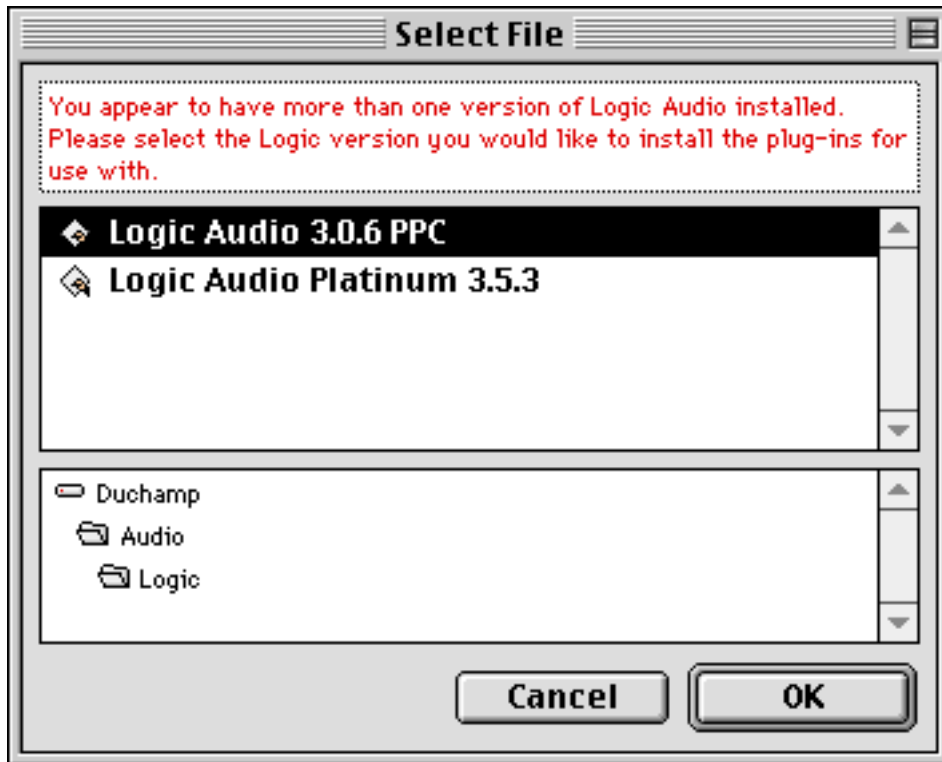 Select File
You appear to have more than one version of Logic Audio installed.
Please select the Logic version you would like to install the plug-ins for
use with.
Logic Audio 3.0.6 PPC
Logic Audio Platinum 3.5.3
Duchamp
Audio
Logic
Cancel
OK